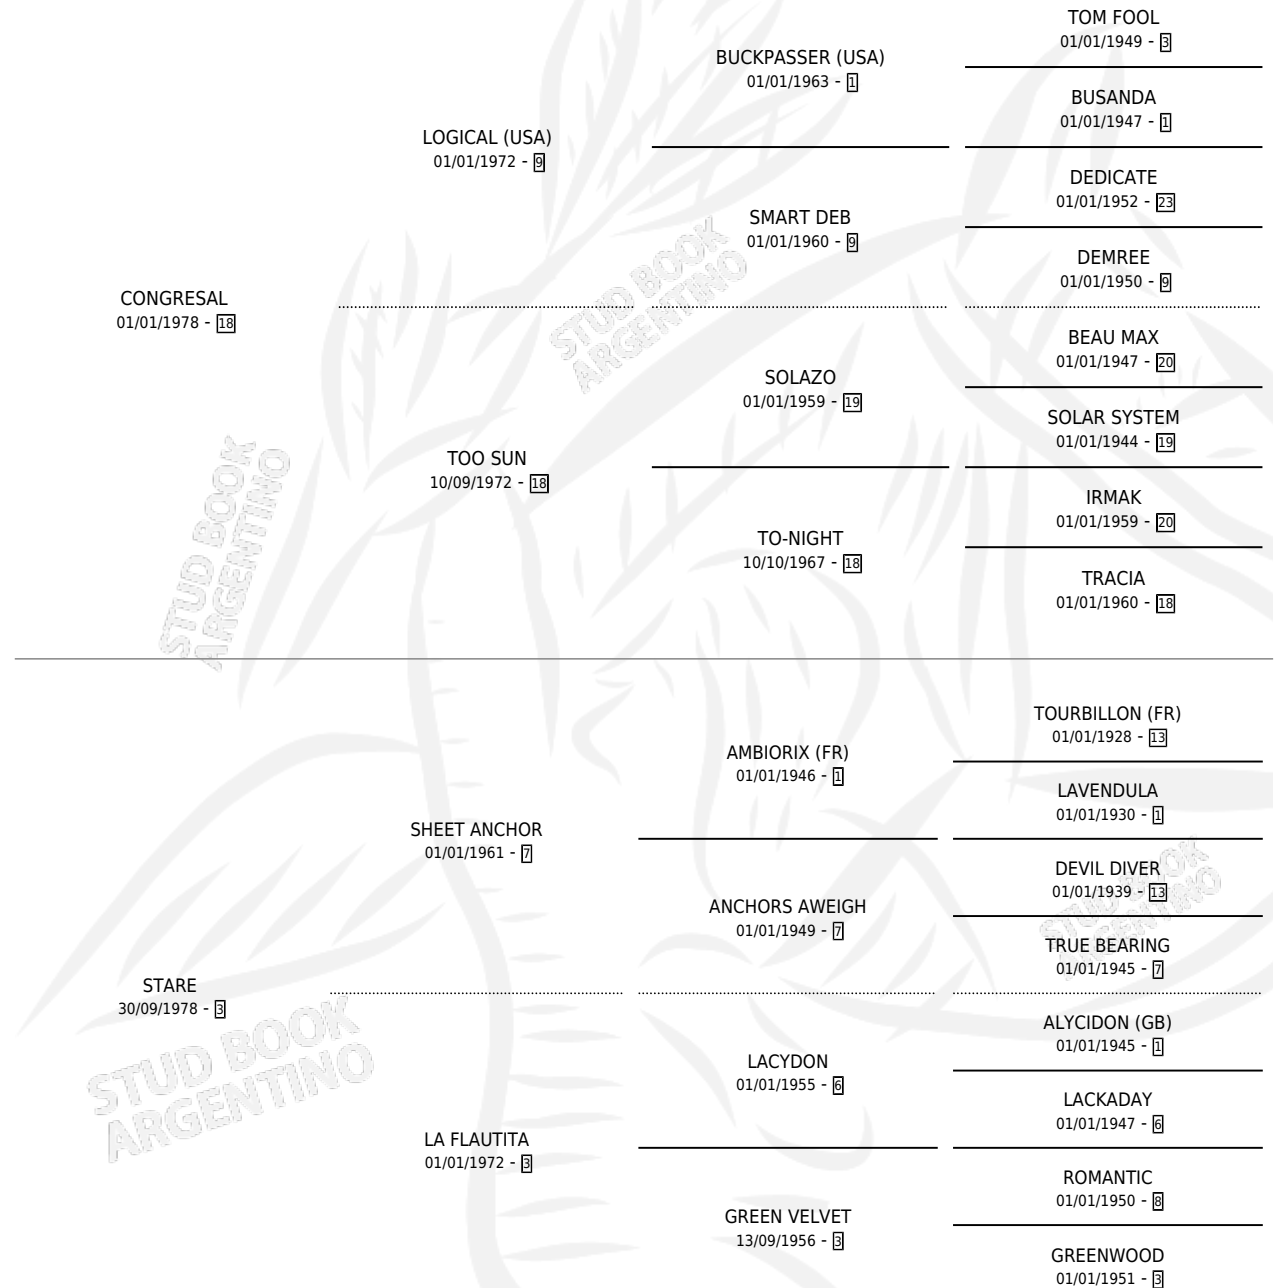 TOM FOOL
01/01/1949 - 3
BUCKPASSER (USA)
01/01/1963 - 1
BUSANDA
01/01/1947 - 1
LOGICAL (USA)
01/01/1972 - 9
DEDICATE
01/01/1952 - 23
SMART DEB
01/01/1960 - 9
DEMREE
01/01/1950 - 9
CONGRESAL
01/01/1978 - 18
BEAU MAX
01/01/1947 - 20
SOLAZO
01/01/1959 - 19
SOLAR SYSTEM
01/01/1944 - 19
TOO SUN
10/09/1972 - 18
IRMAK
01/01/1959 - 20
TO-NIGHT
10/10/1967 - 18
TRACIA
01/01/1960 - 18
TOURBILLON (FR)
01/01/1928 - 13
AMBIORIX (FR)
01/01/1946 - 1
LAVENDULA
01/01/1930 - 1
SHEET ANCHOR
01/01/1961 - 7
DEVIL DIVER
01/01/1939 - 13
ANCHORS AWEIGH
01/01/1949 - 7
TRUE BEARING
01/01/1945 - 7
STARE
30/09/1978 - 3
ALYCIDON (GB)
01/01/1945 - 1
LACYDON
01/01/1955 - 6
LACKADAY
01/01/1947 - 6
LA FLAUTITA
01/01/1972 - 3
ROMANTIC
01/01/1950 - 8
GREEN VELVET
13/09/1956 - 3
GREENWOOD
01/01/1951 - 3
STUD BOOK
ARGENTINO
STUD BOOK
ARGENTINO
STUD BOOK
ARGENTINO
STUD BOOK
ARGENTINO